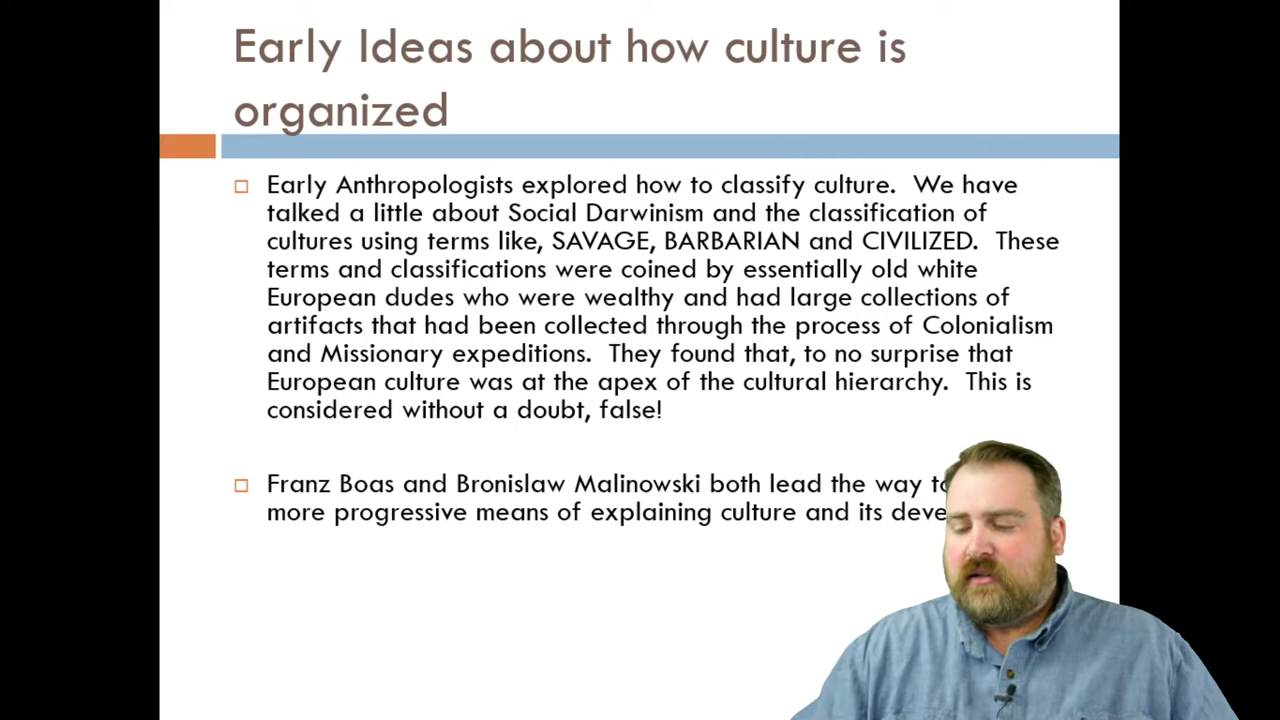 Early Ideas about how culture is
organized
Early Anthropologists explored how to classify culture. We have
talked a little about Social Darwinism and the classification of
cultures using terms like, SAVAGE, BARBARIAN and CIVILIZED. These
terms and classifications were coined by essentially old white
European dudes who were wealthy and had large collections of
artifacts that had been collected through the process of Colonialism
and Missionary expeditions. They found that, to no surprise that
European culture was at the apex of the cultural hierarchy. This is
considered without a doubt, false!
Franz Boas and Bronislaw Malinowski both lead the way
more progressive means of explaining culture and its